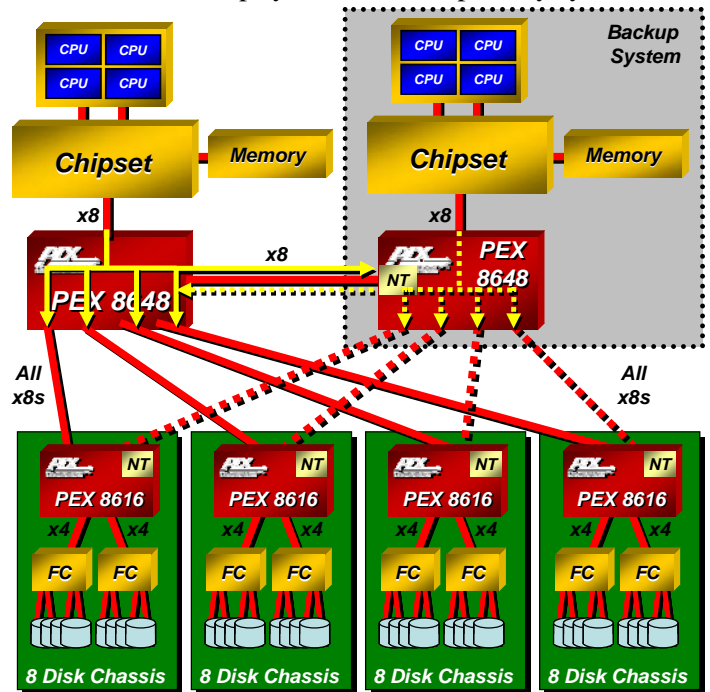 Backup
System
CPU CPU
CPU CPU
CPU CPU
CPU CPU
Chipset
Memory
Chipset
Memory
x8
x8
PEX 8648
x8
PEX
8648
NT
All
x8s
All
x8s
NT
PEX 8616
x4 x4
FC FC
8 Disk Chassis
NT
PEX 8616
x4 x4
FC FC
8 Disk Chassis
NT
PEX 8616
x4 x4
FC FC
8 Disk Chassis
NT
PEX 8616
x4 x4
FC FC
8 Disk Chassis